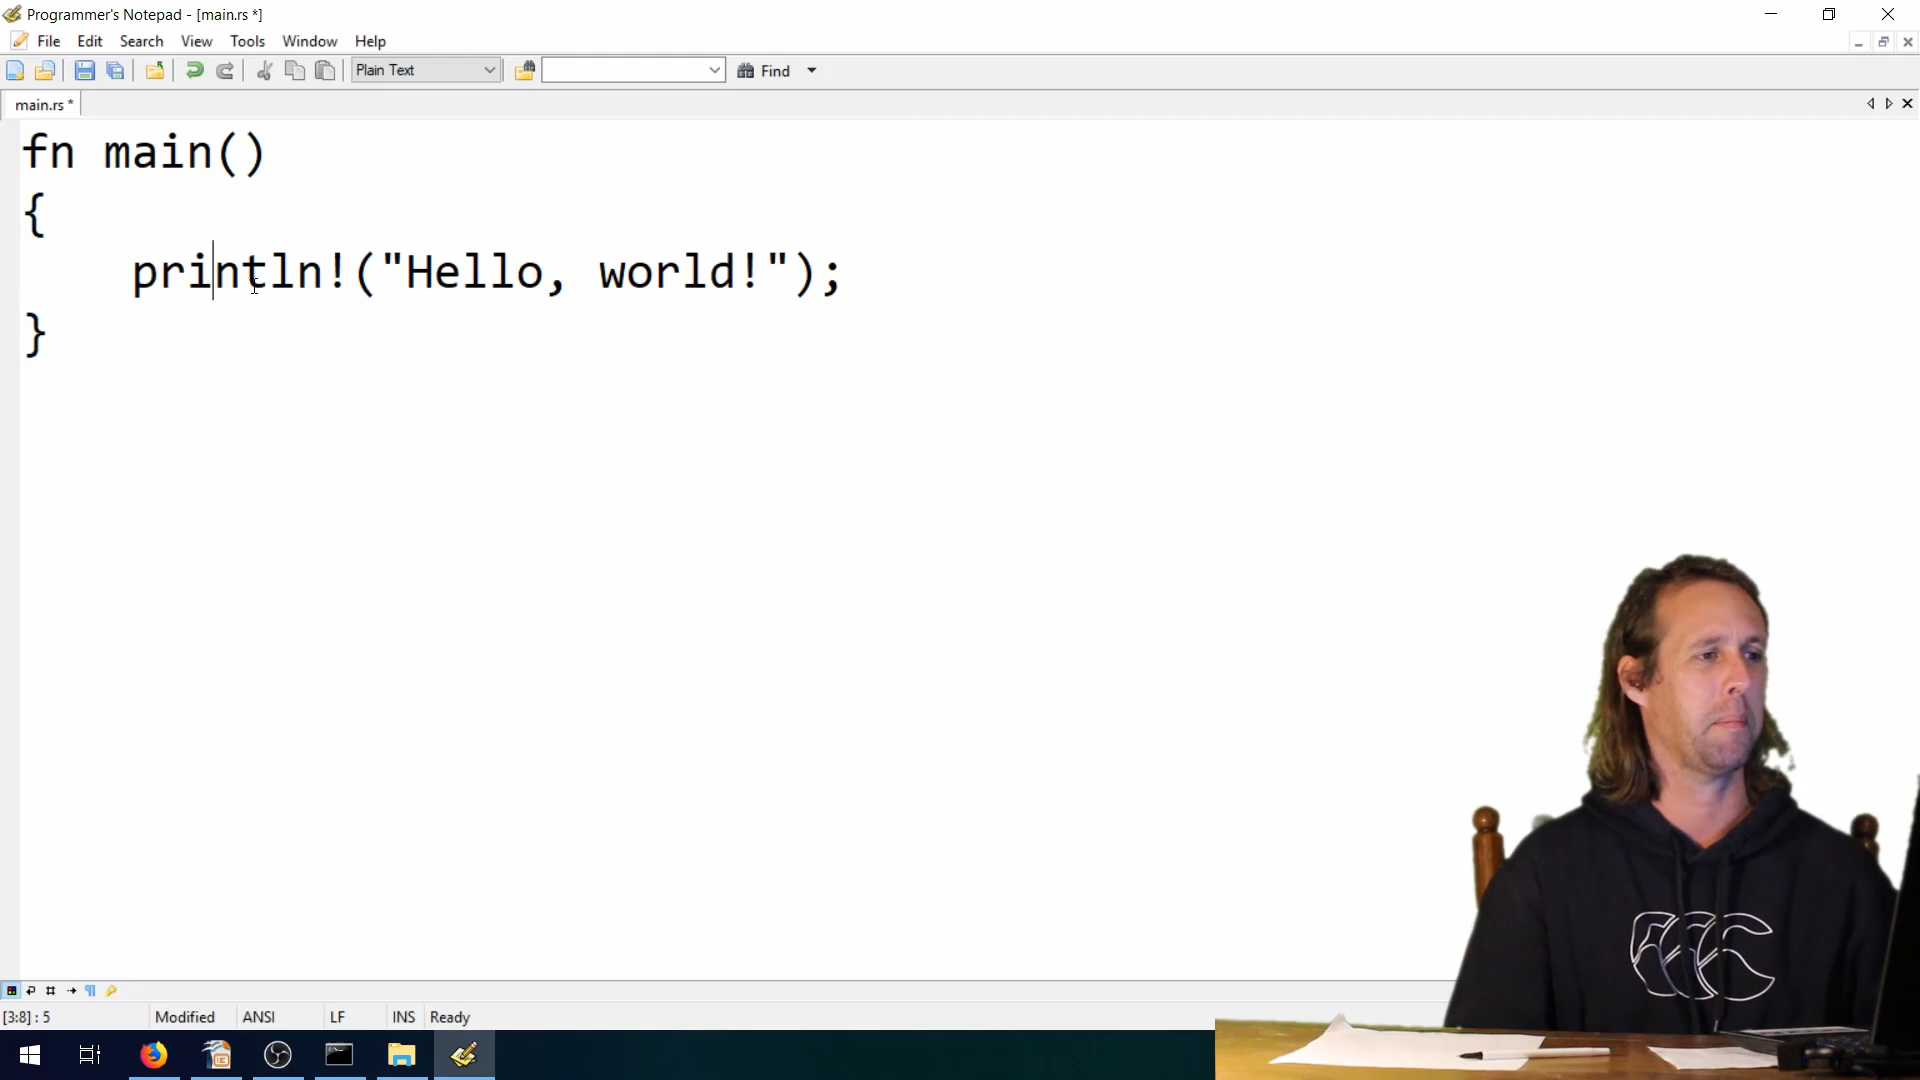 Programmer's Notepad - [main.rs *]
File Edit Search View Tools Window Help
Plain Text Find
main.rs *
fn main()
{
    println!("Hello, world!");
}
[3:8] : 5 Modified ANSI LF INS Ready